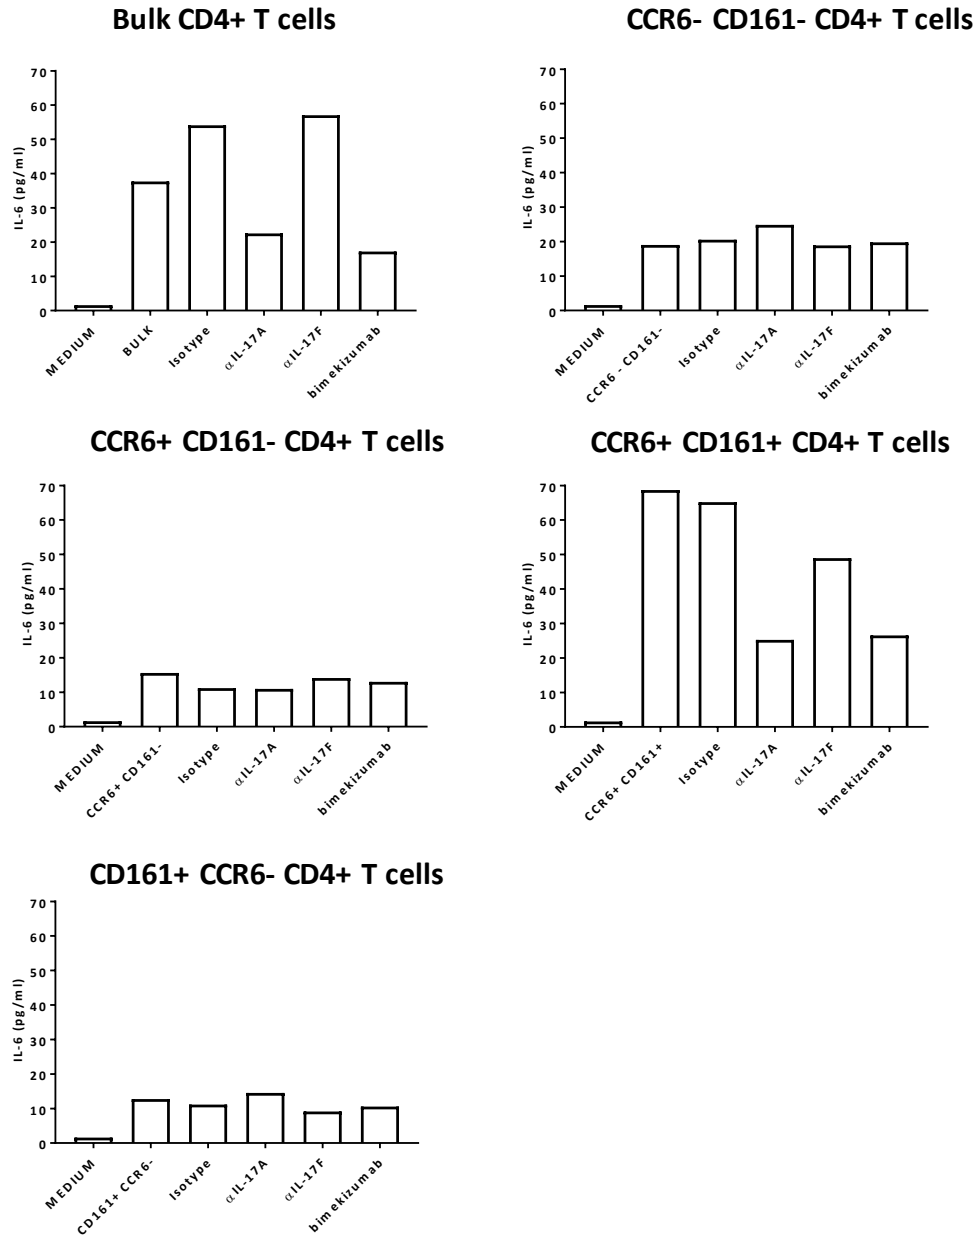 Bulk CD4+ T cells
IL-6 (pg/ml)
70
60
50
40
30
20
10
0
MEDIUM
BULK
Isotype
αIL-17A
αIL-17F
bimekizumab
CCR6- CD161- CD4+ T cells
IL-6 (pg/ml)
70
60
50
40
30
20
10
0
MEDIUM
CCR6 - CD161-
Isotype
αIL-17A
αIL-17F
bimekizumab
CCR6+ CD161- CD4+ T cells
IL-6 (pg/ml)
70
60
50
40
30
20
10
0
MEDIUM
CCR6+ CD161-
Isotype
αIL-17A
αIL-17F
bimekizumab
CCR6+ CD161+ CD4+ T cells
IL-6 (pg/ml)
70
60
50
40
30
20
10
0
MEDIUM
CCR6+ CD161+
Isotype
αIL-17A
αIL-17F
bimekizumab
CD161+ CCR6- CD4+ T cells
IL-6 (pg/ml)
70
60
50
40
30
20
10
0
MEDIUM
CD161+ CCR6-
Isotype
αIL-17A
αIL-17F
bimekizumab